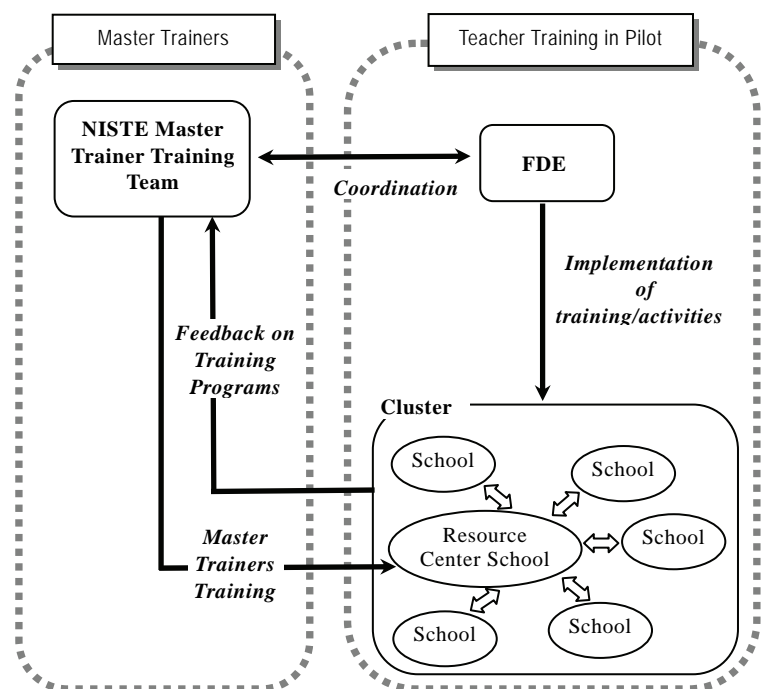 Master Trainers
Teacher Training in Pilot
NISTE Master
Trainer Training
Team
FDE
Coordination
Implementation
of
training/activities
Feedback on
Training
Programs
Cluster
School
School
Resource
Center School
School
Master
Trainers
Training
School
School